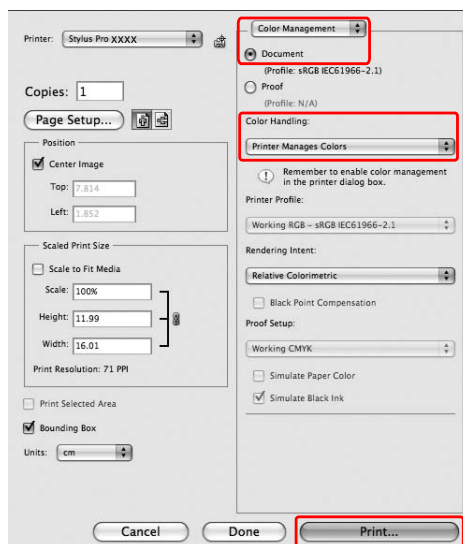 Printer: Stylus Pro XXXX
Copies: 1
Page Setup...
Position
Center Image
Top: 7.814
Left: 1.852
Scaled Print Size
Scale to Fit Media
Scale: 100%
Height: 11.99
Width: 16.01
Print Resolution: 71 PPI
Print Selected Area
Bounding Box
Units: cm
Color Management
Document
(Profile: sRGB IEC61966-2.1)
Proof
(Profile: N/A)
Color Handling:
Printer Manages Colors
Remember to enable color management
in the printer dialog box.
Printer Profile:
Working RGB - sRGB IEC61966-2.1
Rendering Intent:
Relative Colorimetric
Black Point Compensation
Proof Setup:
Working CMYK
Simulate Paper Color
Simulate Black Ink
Cancel
Done
Print...